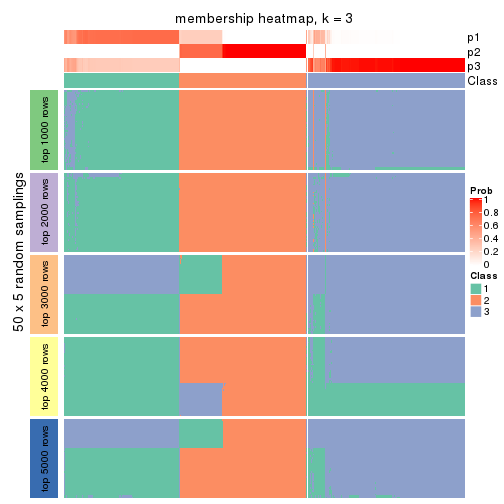 membership heatmap, k = 3
p1
p2
p3
Class
50 x 5 random samplings
top 1000 rows
top 2000 rows
top 3000 rows
top 4000 rows
top 5000 rows
Prob
1
0.8
0.6
0.4
0.2
0
Class
1
2
3